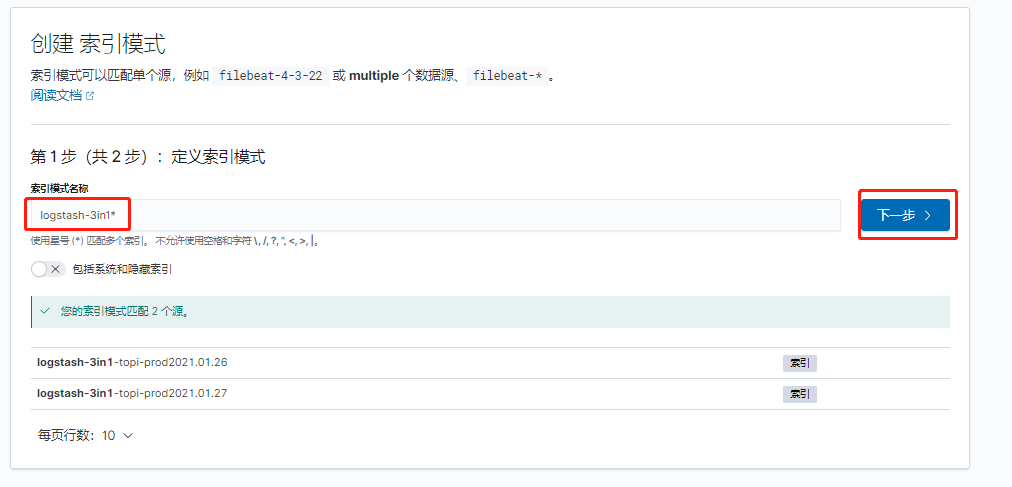 创建 索引模式
索引模式可以匹配单个源，例如 filebeat-4-3-22 或 multiple 个数据源、 filebeat-* 。
阅读文档
第 1 步（共 2 步）：定义索引模式
索引模式名称
logstash-3in1*
下一步
使用星号 (*) 匹配多个索引。 不允许使用空格和字符 \, /, ?, ", <, >, |。
包括系统和隐藏索引
您的索引模式匹配 2 个源。
logstash-3in1-topi-prod2021.01.26 索引
logstash-3in1-topi-prod2021.01.27 索引
每页行数: 10